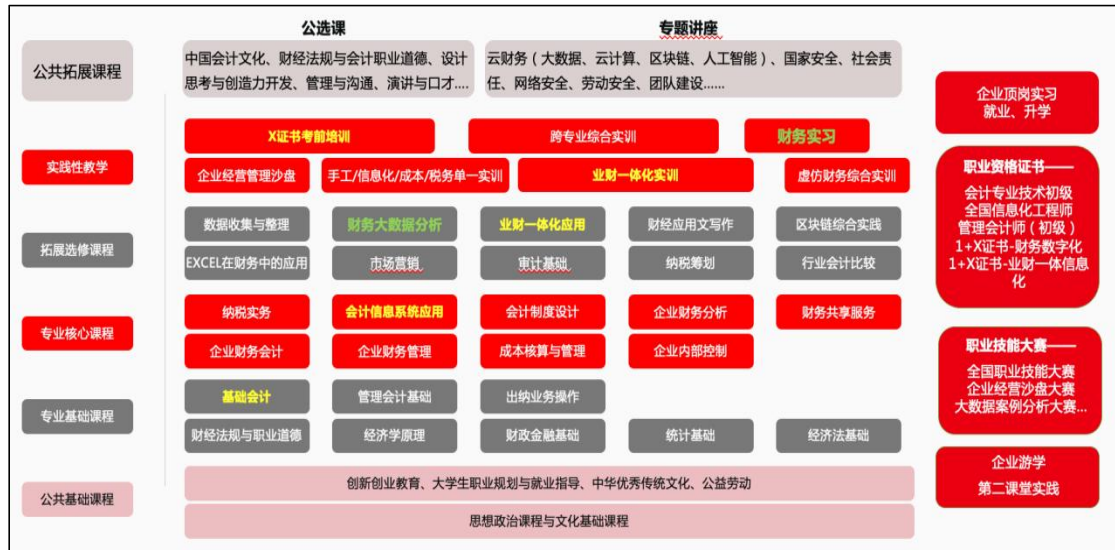 公选课
专题讲座
公共拓展课程
中国会计文化、财经法规与会计职业道德、设计
思考与创造力开发、管理与沟通、演讲与口才....
云财务（大数据、云计算、区块链、人工智能）、国家安全、社会责
任、网络安全、劳动安全、团队建设......
实践性教学
X证书考前培训
跨专业综合实训
财务实习
企业经营管理沙盘
手工/信息化/成本/税务单一实训
业财一体化实训
虚仿财务综合实训
拓展选修课程
数据收集与整理
财务大数据分析
业财一体化应用
财经应用文写作
区块链综合实践
EXCEL在财务中的应用
市场营销
审计基础
纳税筹划
行业会计比较
专业核心课程
纳税实务
会计信息系统应用
会计制度设计
企业财务分析
财务共享服务
企业财务会计
企业财务管理
成本核算与管理
企业内部控制
专业基础课程
基础会计
管理会计基础
出纳业务操作
财经法规与职业道德
经济学原理
财政金融基础
统计基础
经济法基础
公共基础课程
创新创业教育、大学生职业规划与就业指导、中华优秀传统文化、公益劳动
思想政治课程与文化基础课程
企业顶岗实习
就业、升学
职业资格证书——
会计专业技术初级
全国信息化工程师
管理会计师（初级）
1+X证书-财务数字化
1+X证书-业财一体信息
化
职业技能大赛——
全国职业技能大赛
企业经营沙盘大赛
大数据案例分析大赛...
企业游学
第二课堂实践